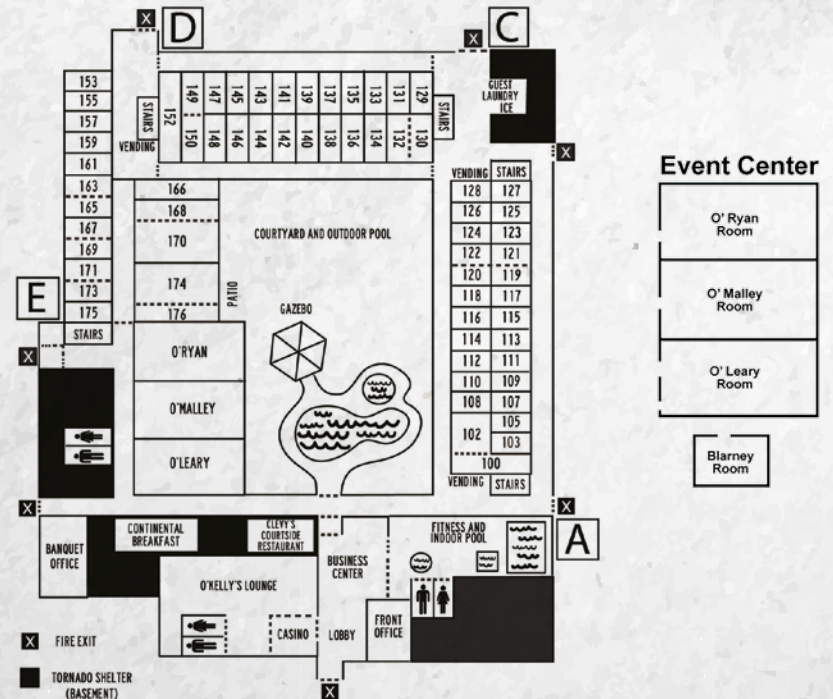 X
D
X
C
153
155
157
159
161
163
165
167
169
171
173
175
STAIRS
STAIRS
VENDING
152
149
147
145
143
141
139
137
135
133
131
129
150
148
146
144
142
140
138
136
134
132
130
STAIRS
GUEST
LAUNDRY
ICE
X
166
168
170
174
176
PATIO
COURTYARD AND OUTDOOR POOL
GAZEBO
VENDING STAIRS
128 127
126 125
124 123
122 121
120 119
118 117
116 115
114 113
112 111
110 109
108 107
102
105
103
100
VENDING STAIRS
E
X
O'RYAN
O'MALLEY
O'LEARY
Event Center
O' Ryan
Room
O' Malley
Room
O' Leary
Room
Blarney
Room
X
X
A
BANQUET
OFFICE
CONTINENTAL
BREAKFAST
CLEVY'S
COURTSIDE
RESTAURANT
BUSINESS
CENTER
FITNESS AND
INDOOR POOL
O'KELLY'S LOUNGE
CASINO
LOBBY
FRONT
OFFICE
X FIRE EXIT
TORNADO SHELTER
(BASEMENT)
X